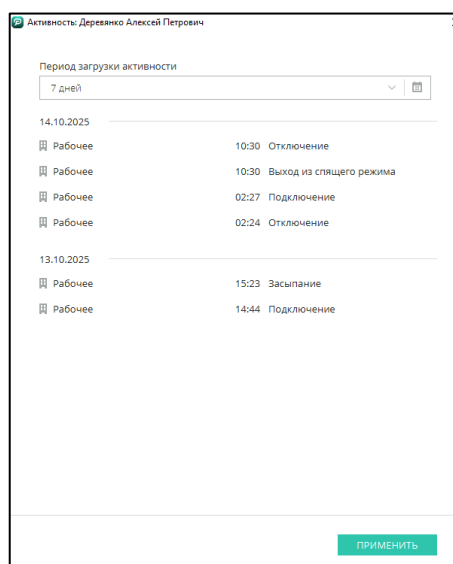 Активность: Деревянко Алексей Петрович
Период загрузки активности
7 дней
14.10.2025
Рабочее 10:30 Отключение
Рабочее 10:30 Выход из спящего режима
Рабочее 02:27 Подключение
Рабочее 02:24 Отключение
13.10.2025
Рабочее 15:23 Засыпание
Рабочее 14:44 Подключение
ПРИМЕНИТЬ